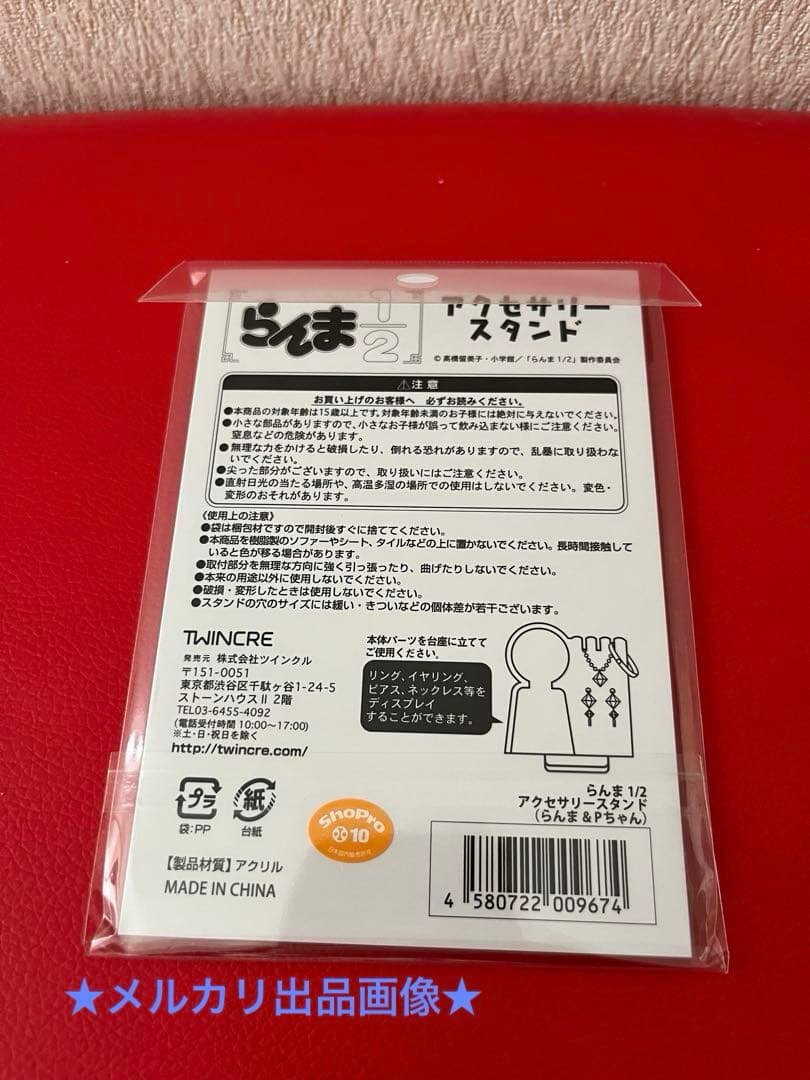 らんま 1/2
アクセサリー
スタンド
© 高橋留美子・小学館／「らんま 1/2」製作委員会
⚠注 意
お買い上げのお客様へ 必ずお読みください。
●本商品の対象年齢は15歳以上です。対象年齢未満のお子様には絶対に与えないでください。
●小さな部品がありますので、小さなお子様が誤って飲み込まない様にご注意ください。
窒息などの危険があります。
●無理な力をかけると破損したり、倒れる恐れがありますので、乱暴に取り扱わな
いでください。
●尖った部分がございますので、取り扱いにはご注意ください。
●直射日光の当たる場所や、高温多湿の場所での使用はしないでください。変色・
変形のおそれがあります。
《使用上の注意》
●袋は梱包材ですので開封後すぐに捨ててください。
●本商品を樹脂製のソファーやシート、タイルなどの上に置かないでください。長時間接触して
いると色が移る場合があります。
●取付部分を無理な方向に強く引っ張ったり、曲げたりしないでください。
●本来の用途以外に使用しないでください。
●破損・変形したときは使用しないでください。
●スタンドの穴のサイズには緩い・きついなどの個体差が若干ございます。
TWINCRE
発売元 株式会社ツインクル
〒151-0051
東京都渋谷区千駄ヶ谷1-24-5
ストーンハウスⅡ 2階
TEL03-6455-4092
(電話受付時間 10:00〜17:00)
※土・日・祝日を除く
http://twincre.com/
本体パーツを台座に立てて
ご使用ください。
リング、イヤリング、
ピアス、ネックレス等を
ディスプレイ
することができます。
プラ
袋：PP
紙
台紙
ShoPro
10
日本国内販売許可
【製品材質】アクリル
MADE IN CHINA
らんま 1/2
アクセサリースタンド
（らんま＆Pちゃん）
4 580722 009674
★メルカリ出品画像★